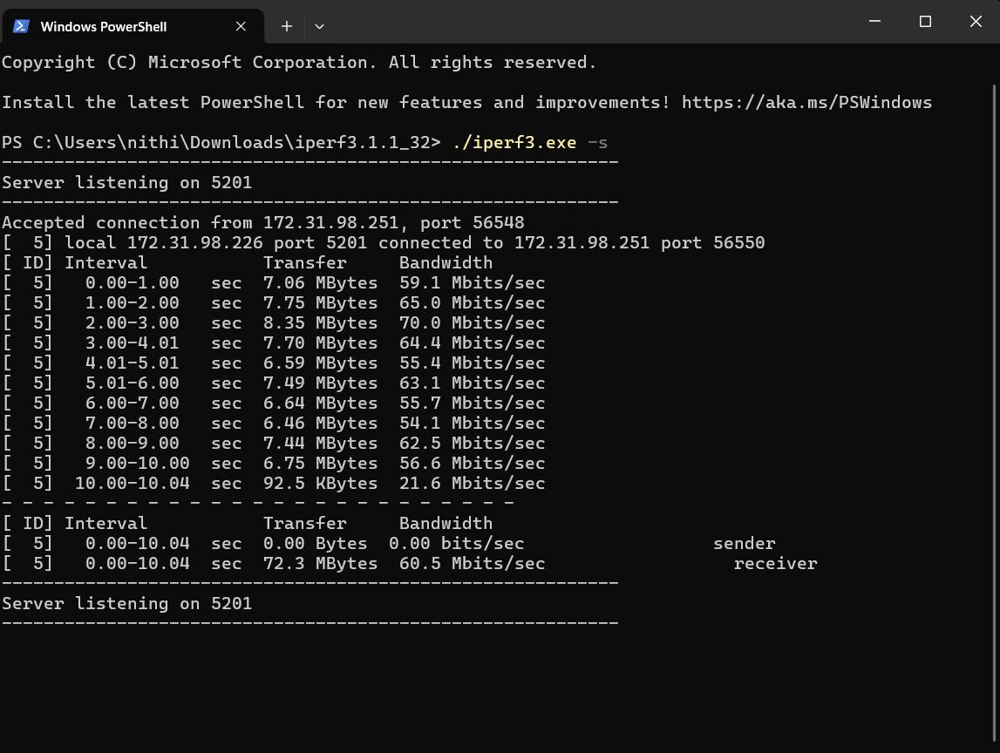 Windows PowerShell
Copyright (C) Microsoft Corporation. All rights reserved.
Install the latest PowerShell for new features and improvements! https://aka.ms/PSWindows
PS C:\Users\nithi\Downloads\iperf3.1.1_32> ./iperf3.exe -s
-----------------------------------------------------------
Server listening on 5201
-----------------------------------------------------------
Accepted connection from 172.31.98.251, port 56548
[  5] local 172.31.98.226 port 5201 connected to 172.31.98.251 port 56550
[ ID] Interval           Transfer     Bandwidth
[  5]   0.00-1.00   sec  7.06 MBytes  59.1 Mbits/sec
[  5]   1.00-2.00   sec  7.75 MBytes  65.0 Mbits/sec
[  5]   2.00-3.00   sec  8.35 MBytes  70.0 Mbits/sec
[  5]   3.00-4.01   sec  7.70 MBytes  64.4 Mbits/sec
[  5]   4.01-5.01   sec  6.59 MBytes  55.4 Mbits/sec
[  5]   5.01-6.00   sec  7.49 MBytes  63.1 Mbits/sec
[  5]   6.00-7.00   sec  6.64 MBytes  55.7 Mbits/sec
[  5]   7.00-8.00   sec  6.46 MBytes  54.1 Mbits/sec
[  5]   8.00-9.00   sec  7.44 MBytes  62.5 Mbits/sec
[  5]   9.00-10.00  sec  6.75 MBytes  56.6 Mbits/sec
[  5]  10.00-10.04  sec  92.5 KBytes  21.6 Mbits/sec
- - - - - - - - - - - - - - - - - - - - - - - - -
[ ID] Interval           Transfer     Bandwidth
[  5]   0.00-10.04  sec  0.00 Bytes  0.00 bits/sec                  sender
[  5]   0.00-10.04  sec  72.3 MBytes  60.5 Mbits/sec                  receiver
-----------------------------------------------------------
Server listening on 5201
-----------------------------------------------------------